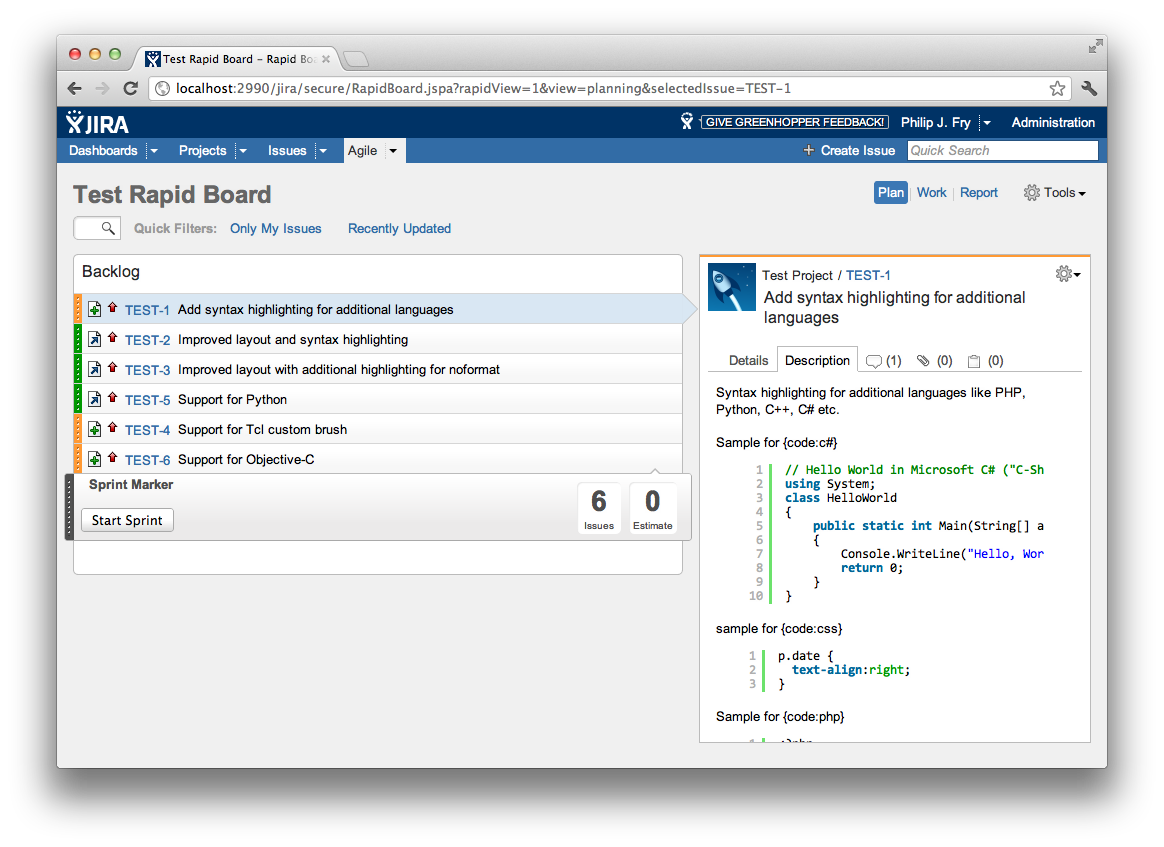 Test Rapid Board - Rapid Bo
localhost:2990/jira/secure/RapidBoard.jspa?rapidView=1&view=planning&selectedIssue=TEST-1
JIRA
GIVE GREENHOPPER FEEDBACK!
Philip J. Fry
Administration
Dashboards
Projects
Issues
Agile
+ Create Issue
Quick Search
Test Rapid Board
Plan
Work
Report
Tools
Quick Filters:
Only My Issues
Recently Updated
Backlog
TEST-1 Add syntax highlighting for additional languages
TEST-2 Improved layout and syntax highlighting
TEST-3 Improved layout with additional highlighting for noformat
TEST-5 Support for Python
TEST-4 Support for Tcl custom brush
TEST-6 Support for Objective-C
Sprint Marker
Start Sprint
6
Issues
0
Estimate
Test Project / TEST-1
Add syntax highlighting for additional
languages
Details
Description
(1)
(0)
(0)
Syntax highlighting for additional languages like PHP,
Python, C++, C# etc.
Sample for {code:c#}
1 // Hello World in Microsoft C# ("C-Sh
2 using System;
3 class HelloWorld
4 {
5 public static int Main(String[] a
6 {
7 Console.WriteLine("Hello, Wor
8 return 0;
9 }
10 }
sample for {code:css}
1 p.date {
2 text-align:right;
3 }
Sample for {code:php}